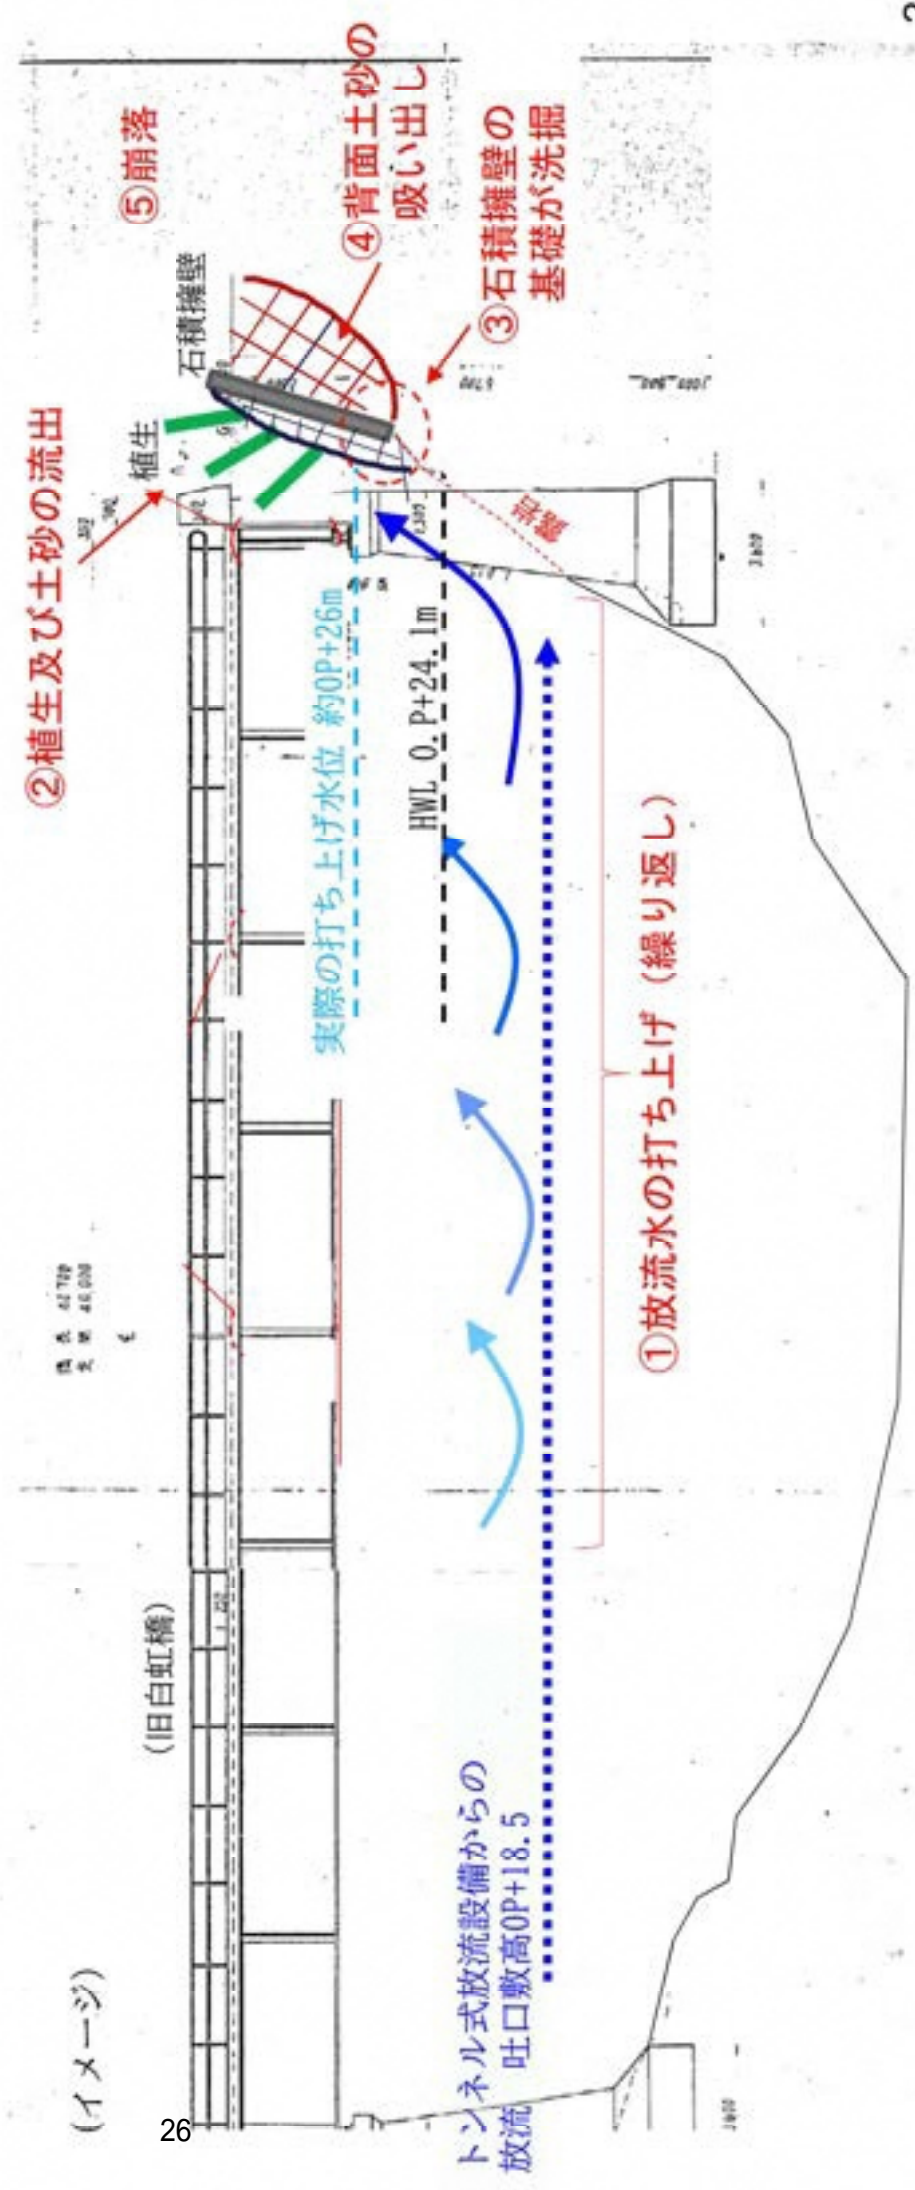 (イメージ)
(旧白虹橋)
②植生及び土砂の流出
植生
石積擁壁
⑤崩落
④背面土砂の
吸い出し
③石積擁壁の
基礎が洗掘
露岩
実際の打ち上げ水位 約OP+26m
HWL O.P+24.1m
トンネル式放流設備からの
放流 吐口敷高OP+18.5
①放流水の打ち上げ(繰り返し)
26